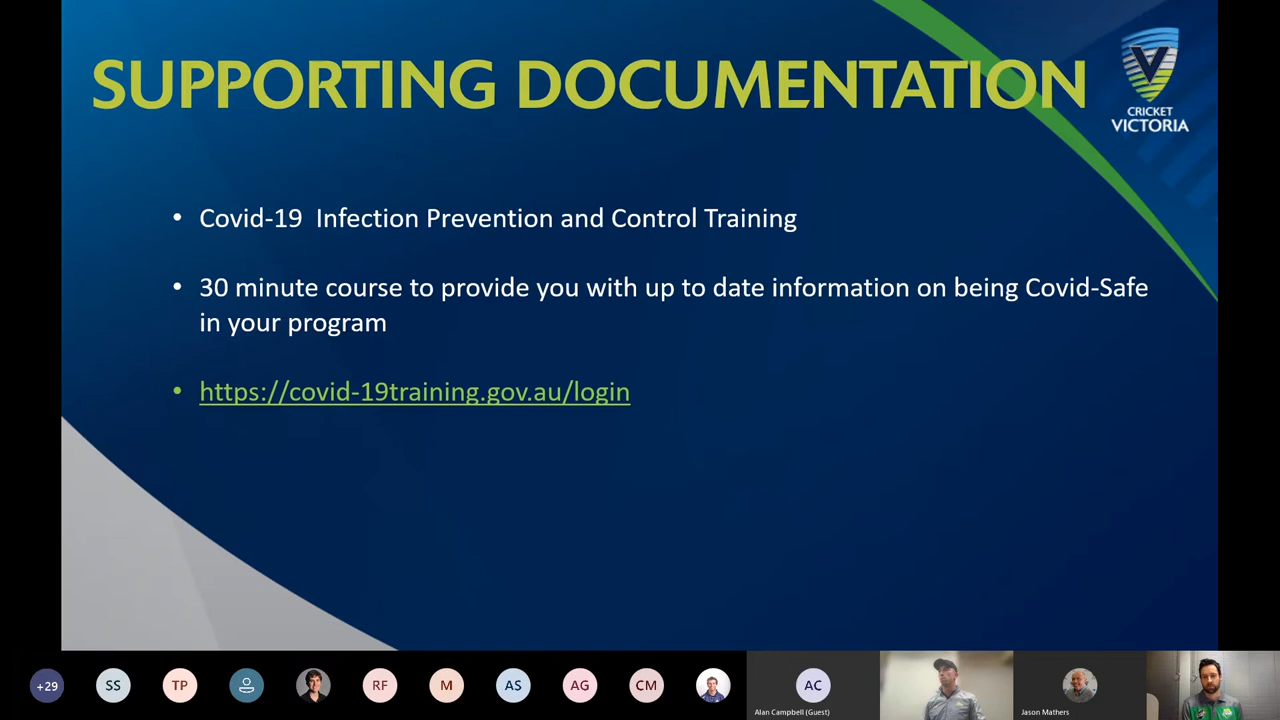 SUPPORTING DOCUMENTATION
CRICKET
VICTORIA
• Covid-19  Infection Prevention and Control Training
• 30 minute course to provide you with up to date information on being Covid-Safe
in your program
• https://covid-19training.gov.au/login
+29
SS
TP
RF
M
AS
AG
CM
AC
Alan Campbell (Guest)
Jason Mathers